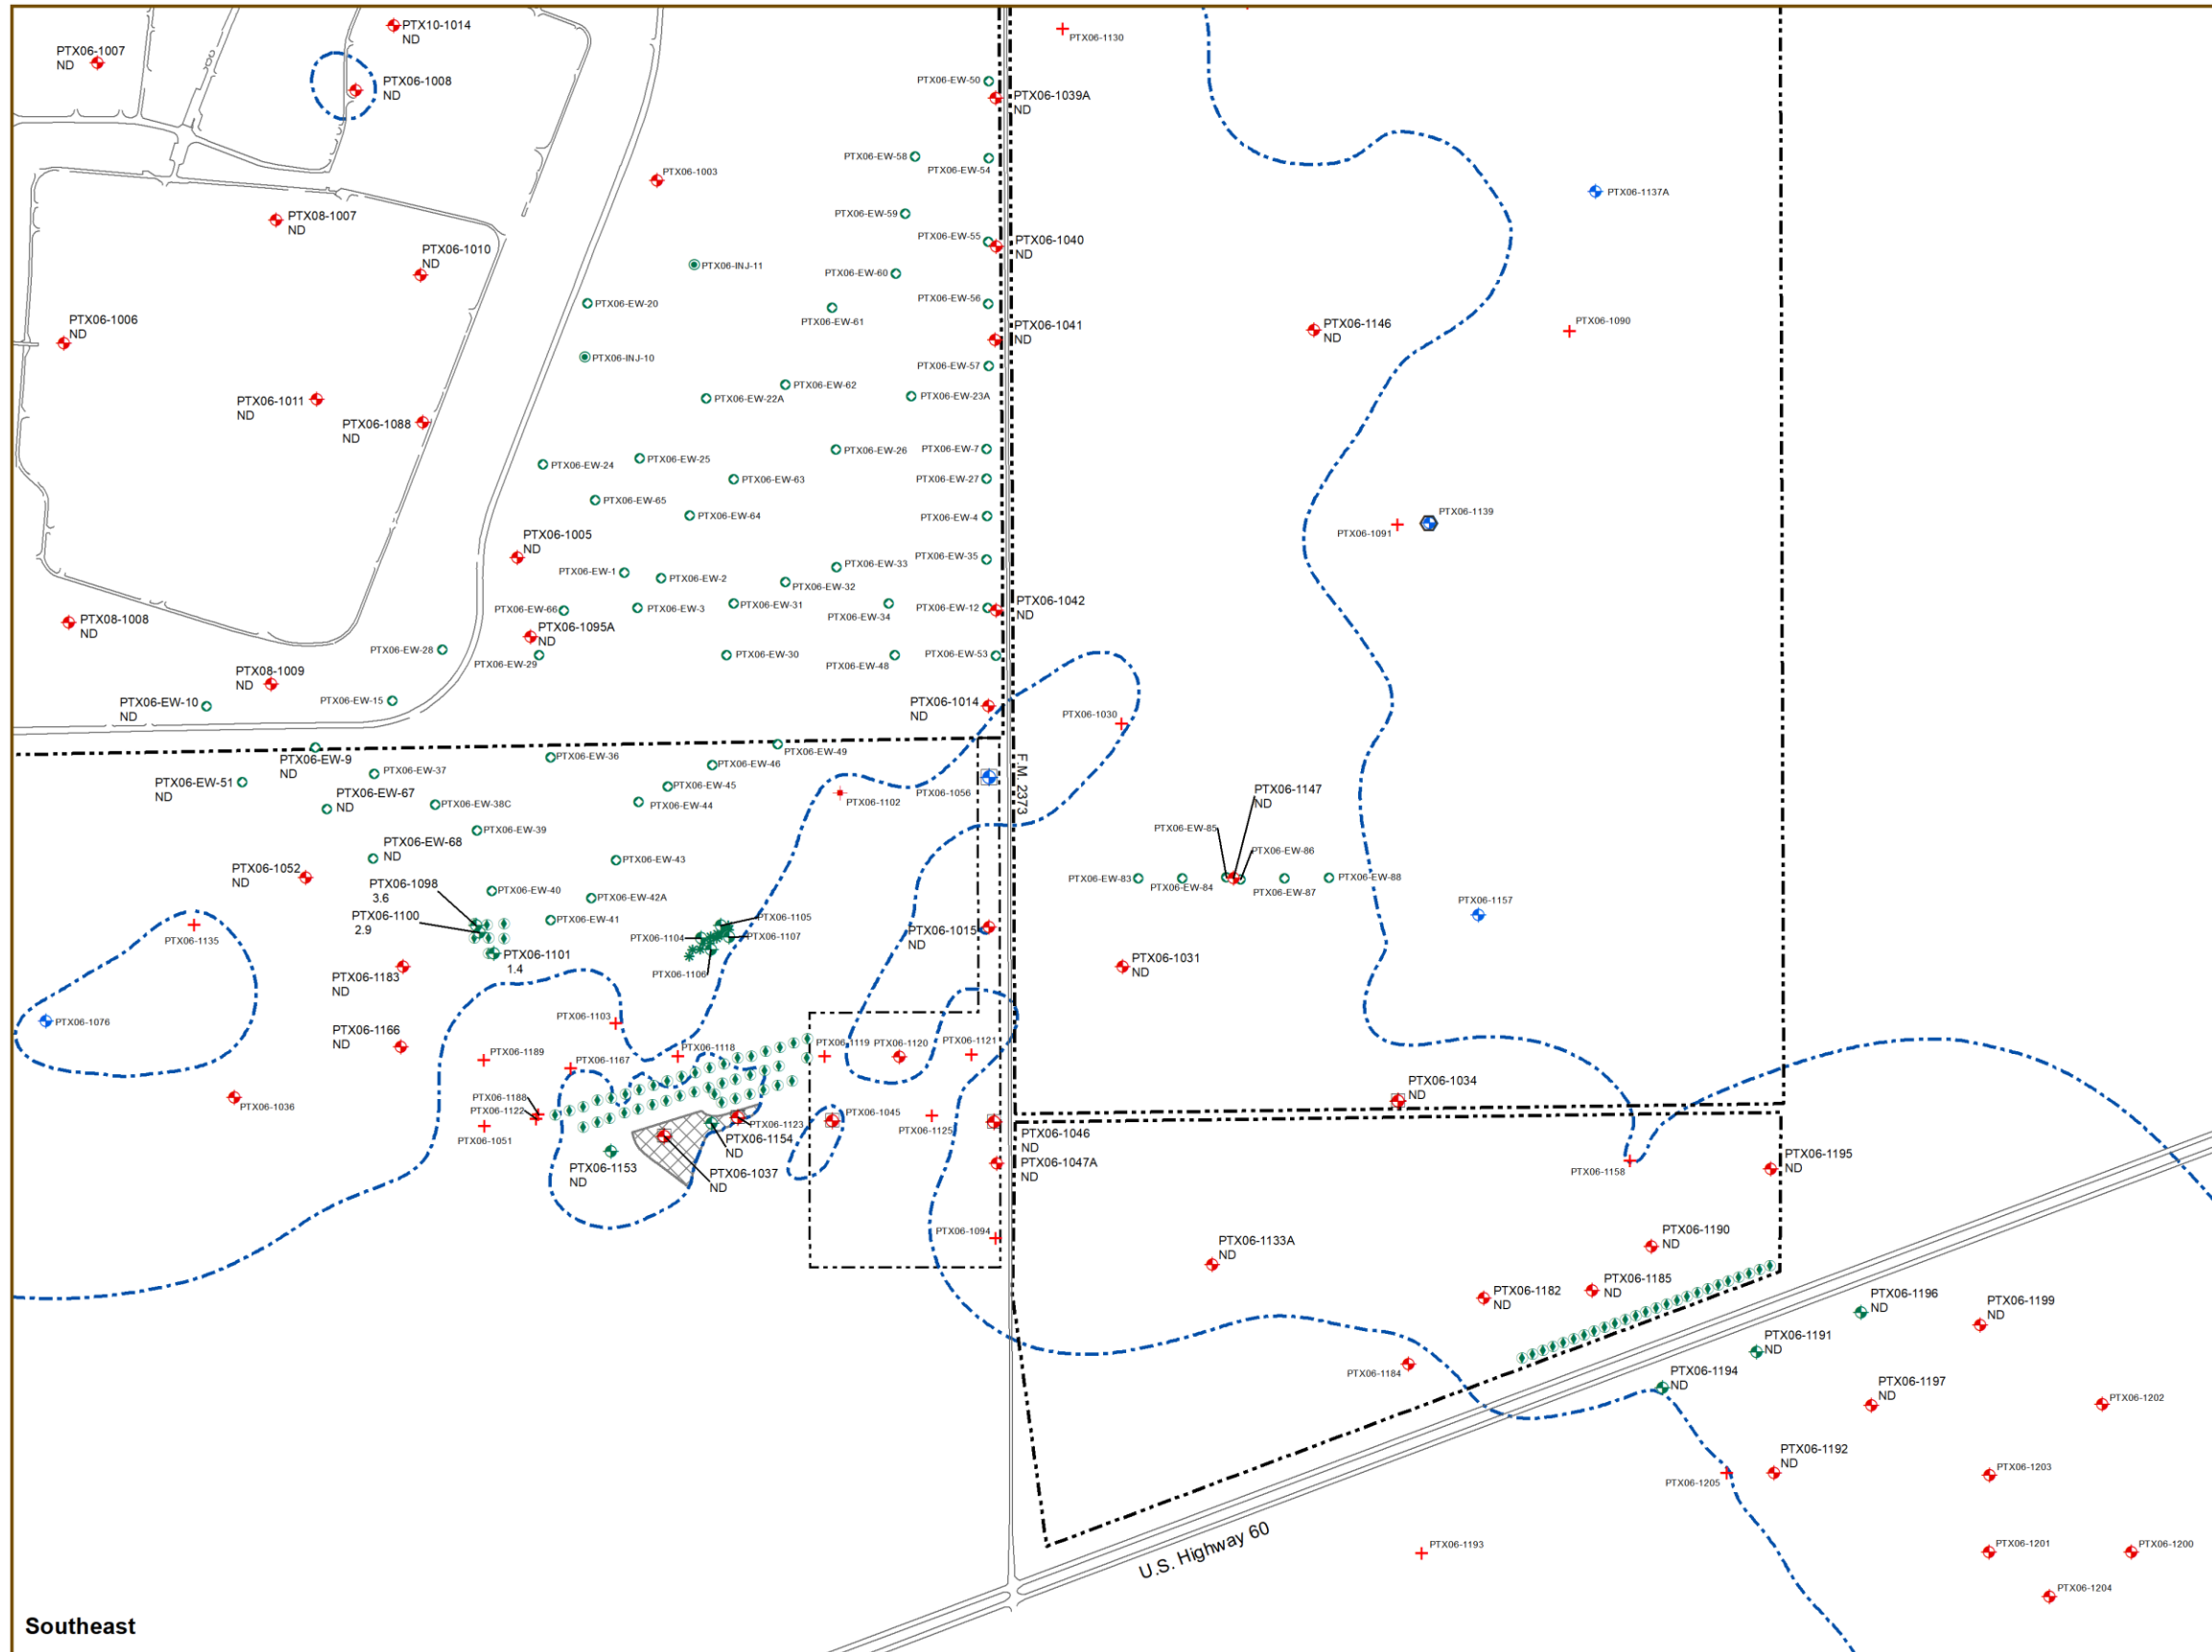 PTX10-1014
ND
PTX06-1007
ND
PTX06-1008
ND
PTX06-1130
PTX06-EW-50
PTX06-1039A
ND
PTX06-EW-58
PTX06-EW-54
PTX06-1003
PTX06-1137A
PTX08-1007
ND
PTX06-EW-59
PTX06-EW-55
PTX06-1040
ND
PTX06-1010
ND
PTX06-INJ-11
PTX06-EW-60
PTX06-EW-20
PTX06-EW-56
PTX06-EW-61
PTX06-1006
ND
PTX06-1041
ND
PTX06-1146
ND
PTX06-1090
PTX06-INJ-10
PTX06-EW-57
PTX06-EW-62
PTX06-EW-22A
PTX06-EW-23A
PTX06-1011
ND
PTX06-1088
ND
PTX06-EW-26
PTX06-EW-7
PTX06-EW-24
PTX06-EW-25
PTX06-EW-63
PTX06-EW-27
PTX06-EW-65
PTX06-EW-64
PTX06-EW-4
PTX06-1139
PTX06-1091
PTX06-1005
ND
PTX06-EW-35
PTX06-EW-33
PTX06-EW-1
PTX06-EW-2
PTX06-EW-32
PTX06-EW-66
PTX06-EW-3
PTX06-EW-31
PTX06-EW-34
PTX06-EW-12
PTX06-1042
ND
PTX08-1008
ND
PTX06-1095A
ND
PTX06-EW-28
PTX06-EW-29
PTX06-EW-30
PTX06-EW-48
PTX06-EW-53
PTX08-1009
ND
PTX06-EW-10
ND
PTX06-EW-15
PTX06-1014
ND
PTX06-1030
PTX06-EW-9
ND
PTX06-EW-36
PTX06-EW-49
PTX06-EW-51
ND
PTX06-EW-37
PTX06-EW-46
PTX06-EW-45
PTX06-EW-67
ND
PTX06-EW-38C
PTX06-EW-44
PTX06-1102
PTX06-1056
F.M. 2373
PTX06-1147
ND
PTX06-EW-39
PTX06-EW-85
PTX06-EW-86
PTX06-EW-68
ND
PTX06-EW-43
PTX06-1052
ND
PTX06-1098
3.6
PTX06-EW-40
PTX06-EW-42A
PTX06-EW-83
PTX06-EW-84
PTX06-EW-87
PTX06-EW-88
PTX06-1100
2.9
PTX06-EW-41
PTX06-1105
PTX06-1104
PTX06-1107
PTX06-1106
PTX06-1157
PTX06-1015
ND
PTX06-1135
PTX06-1101
1.4
PTX06-1183
ND
PTX06-1031
ND
PTX06-1076
PTX06-1103
PTX06-1166
ND
PTX06-1189
PTX06-1167
PTX06-1118
PTX06-1119
PTX06-1120
PTX06-1121
PTX06-1036
PTX06-1188
PTX06-1122
PTX06-1051
PTX06-1034
ND
PTX06-1045
PTX06-1125
PTX06-1123
PTX06-1154
ND
PTX06-1153
ND
PTX06-1037
ND
PTX06-1046
ND
PTX06-1047A
ND
PTX06-1158
PTX06-1195
ND
PTX06-1094
PTX06-1133A
ND
PTX06-1190
ND
PTX06-1182
ND
PTX06-1185
ND
PTX06-1196
ND
PTX06-1199
ND
PTX06-1191
ND
PTX06-1184
PTX06-1194
ND
PTX06-1197
ND
PTX06-1202
PTX06-1192
ND
PTX06-1205
PTX06-1203
PTX06-1193
PTX06-1201
PTX06-1200
U.S. Highway 60
PTX06-1204
Southeast